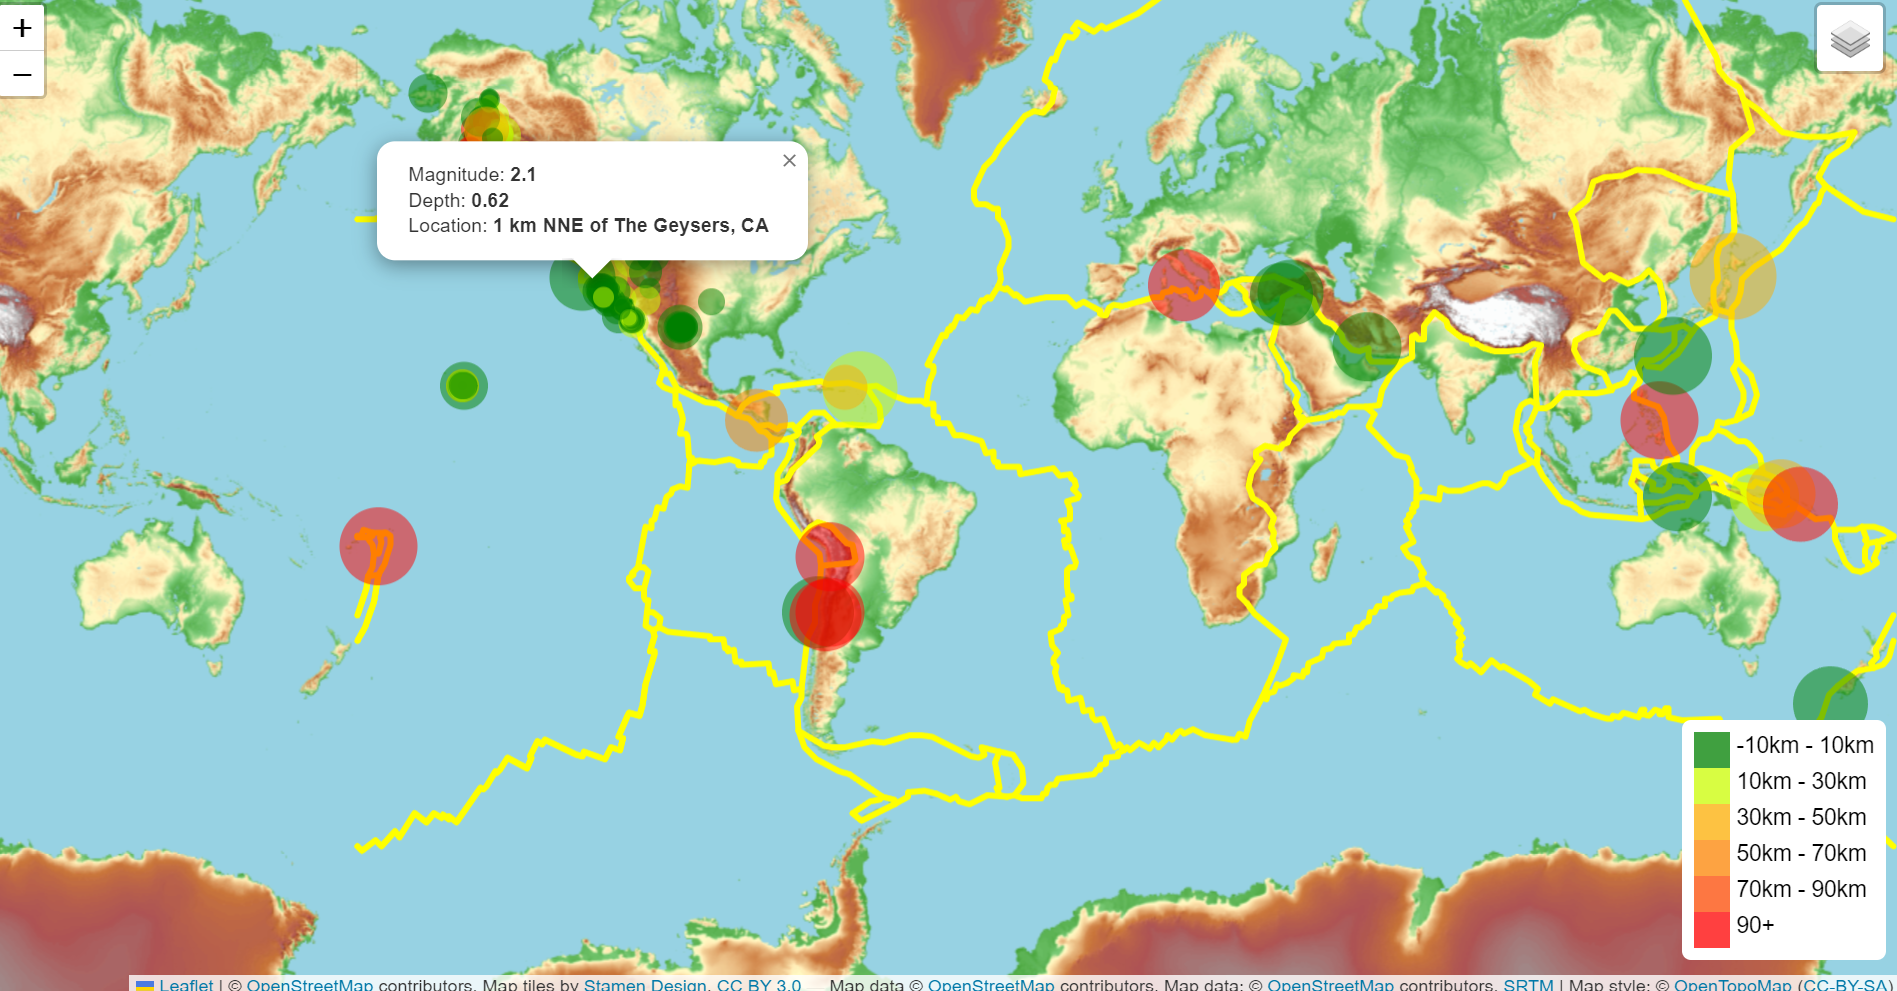 +
−
×
Magnitude: 2.1
Depth: 0.62
Location: 1 km NNE of The Geysers, CA
-10km - 10km
10km - 30km
30km - 50km
50km - 70km
70km - 90km
90+
Leaflet | © OpenStreetMap contributors, Map tiles by Stamen Design, CC BY 3.0 Map data © OpenStreetMap contributors, Map data: © OpenStreetMap contributors, SRTM | Map style: © OpenTopoMap (CC-BY-SA)